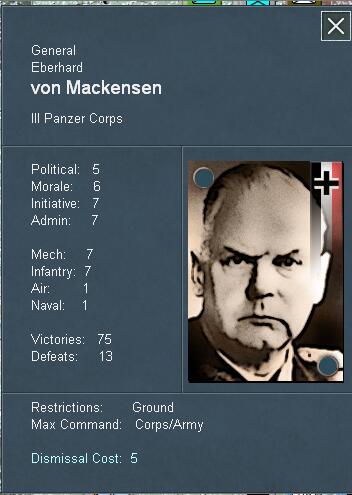 General
Eberhard
von Mackensen
III Panzer Corps
Political: 5
Morale: 6
Initiative: 7
Admin: 7
Mech: 7
Infantry: 7
Air: 1
Naval: 1
Victories: 75
Defeats: 13
Restrictions: Ground
Max Command: Corps/Army
Dismissal Cost: 5